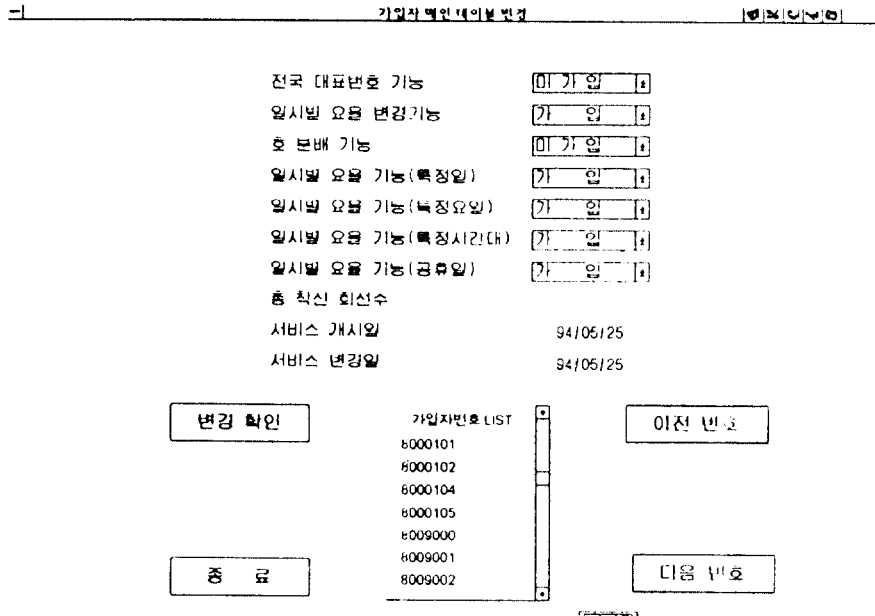 가입자 메인 테이블 변경
전국 대표번호 기능 미 가 입
일시별 요율 변경기능 가 입
호 분배 기능 미 가 입
일시별 요율 기능(특정일) 가 입
일시별 요율 기능(특정요일) 가 입
일시별 요율 기능(특정시간대) 가 입
일시별 요율 기능(공휴일) 가 입
총 착신 회선수
서비스 개시일 94/05/25
서비스 변경일 94/05/25
변경 확인
가입자번호 LIST
이전 번호
8000101
8000102
8000104
8000105
8009000
8009001
8009002
종 료
다음 번호